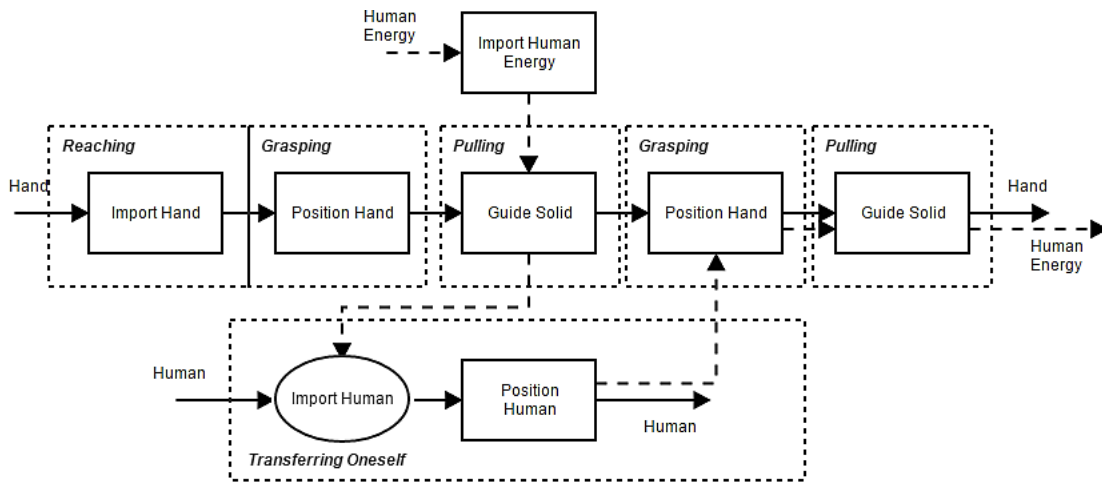 Human
Energy
Import Human
Energy
Reaching
Grasping
Pulling
Grasping
Pulling
Hand
Import Hand
Position Hand
Guide Solid
Position Hand
Guide Solid
Hand
Human
Energy
Human
Import Human
Position
Human
Human
Transferring Oneself